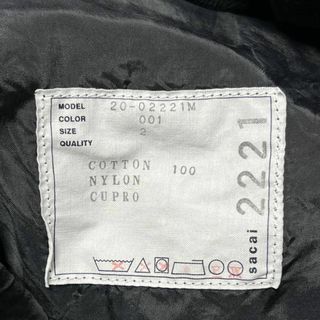 MODEL 20-02221M
COLOR 001
SIZE 2
QUALITY
COTTON 100
NYLON
CUPRO
2221
sacai